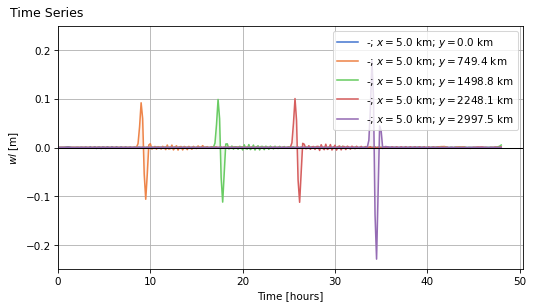 Time Series
0.2
0.1
0.0
−0.1
−0.2
wl [m]
-; x = 5.0 km; y = 0.0 km
-; x = 5.0 km; y = 749.4 km
-; x = 5.0 km; y = 1498.8 km
-; x = 5.0 km; y = 2248.1 km
-; x = 5.0 km; y = 2997.5 km
0 10 20 30 40 50
Time [hours]